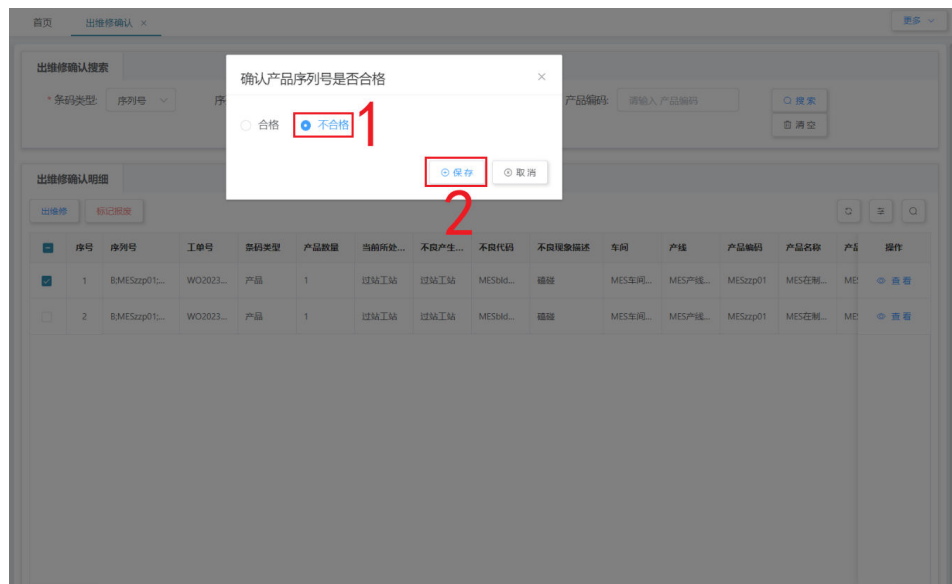 首页 出维修确认 × 更多
出维修确认搜索
* 条码类型: 序列号 序 产品编码: 请输入 产品编码 搜索
清空
确认产品序列号是否合格 ×
合格 不合格 1
保存 取消
2
出维修确认明细
出维修 标记报废
序号 序列号 工单号 条码类型 产品数量 当前所处... 不良产生... 不良代码 不良现象描述 车间 产线 产品编码 产品名称 产品 操作
1 B;MESzzp01;... WO2023... 产品 1 过站工站 过站工站 MESbld... 磕碰 MES车间... MES产线... MESzzp01 MES在制... MES 查看
2 B;MESzzp01;... WO2023... 产品 1 过站工站 过站工站 MESbld... 磕碰 MES车间... MES产线... MESzzp01 MES在制... MES 查看